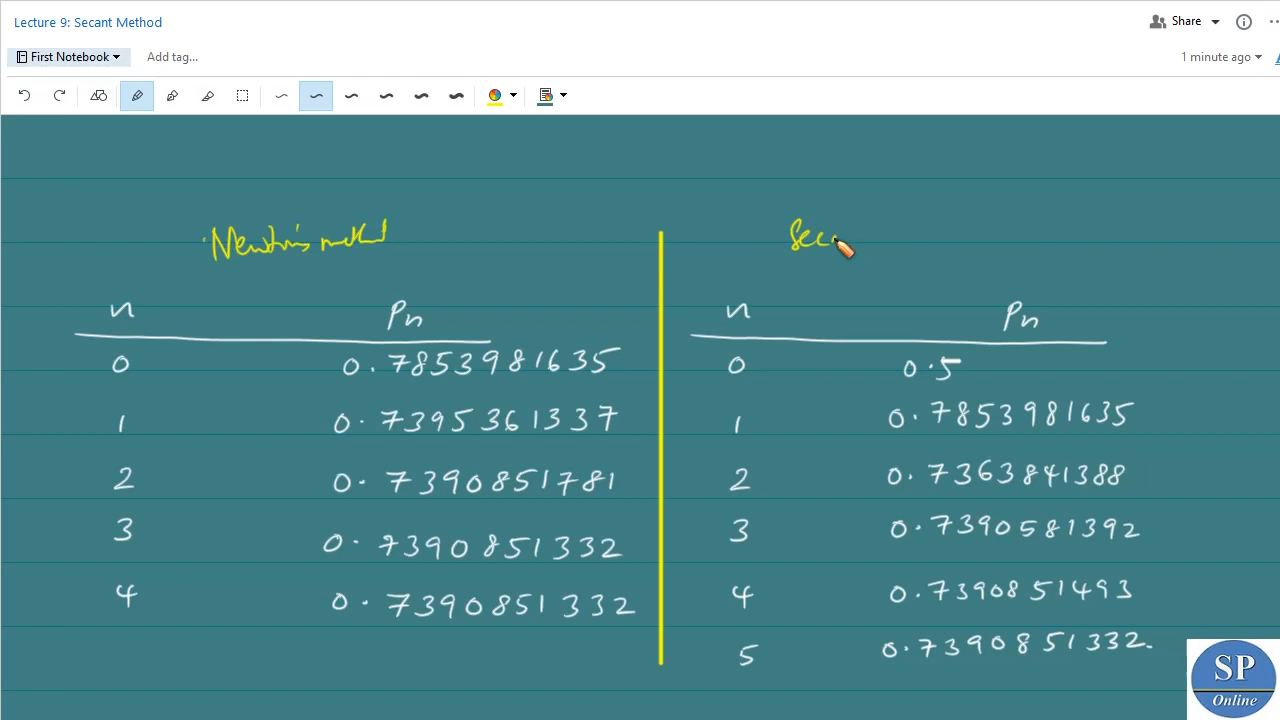 Lecture 9: Secant Method
Share
First Notebook
Add tag...
1 minute ago
Newton's method
n Pn
0 0.7853981635
1 0.7395361337
2 0.7390851781
3 0.7390851332
4 0.7390851332
Sec
n Pn
0 0.5
1 0.7853981635
2 0.7363841388
3 0.7390581392
4 0.7390851493
5 0.7390851332.
SP
Online